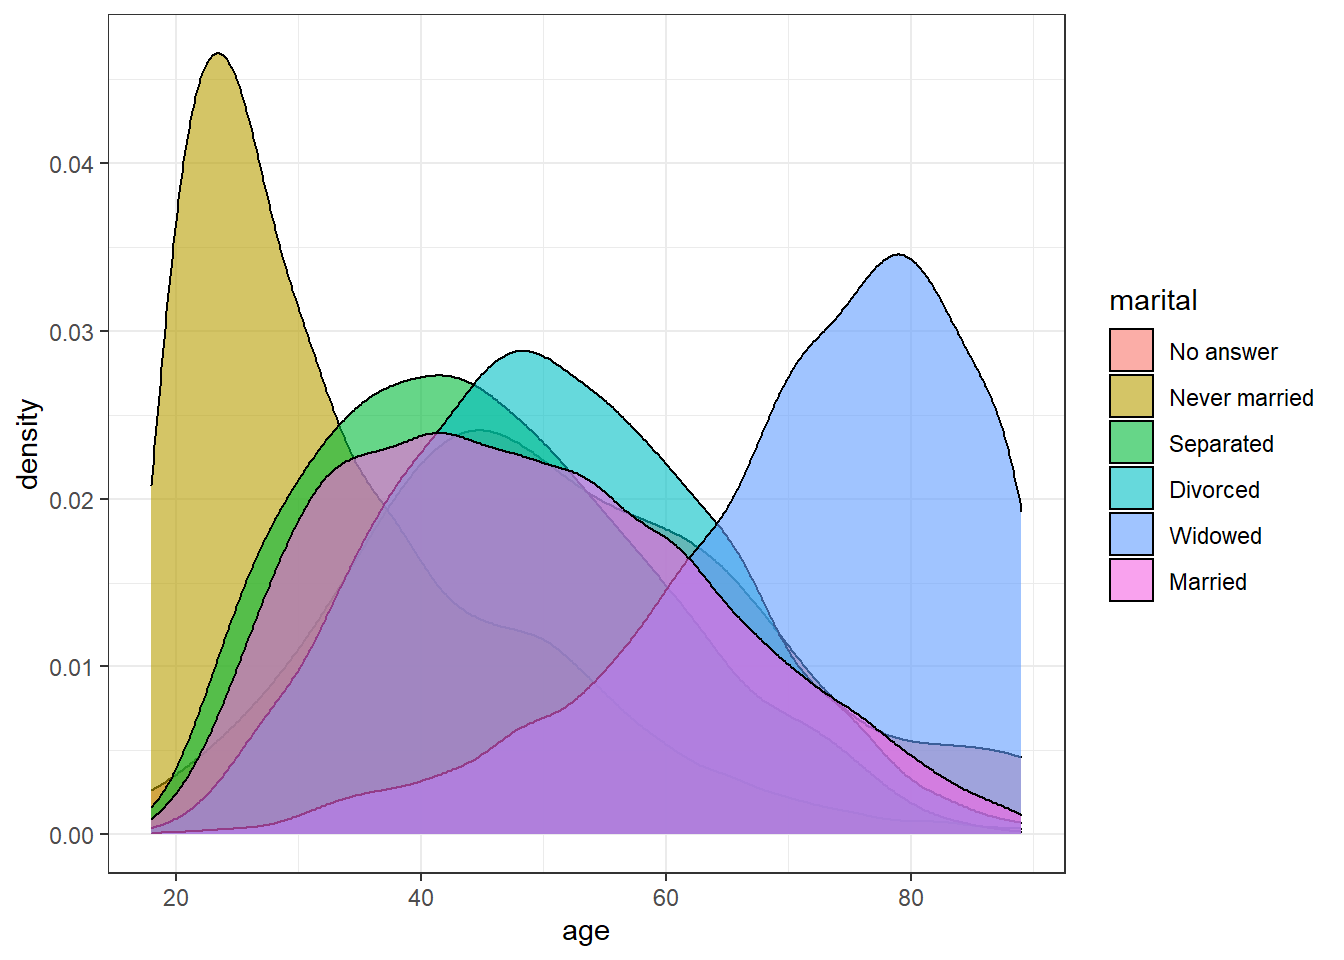 density
0.04
0.03
0.02
0.01
0.00
20 40 60 80
age
marital
No answer
Never married
Separated
Divorced
Widowed
Married